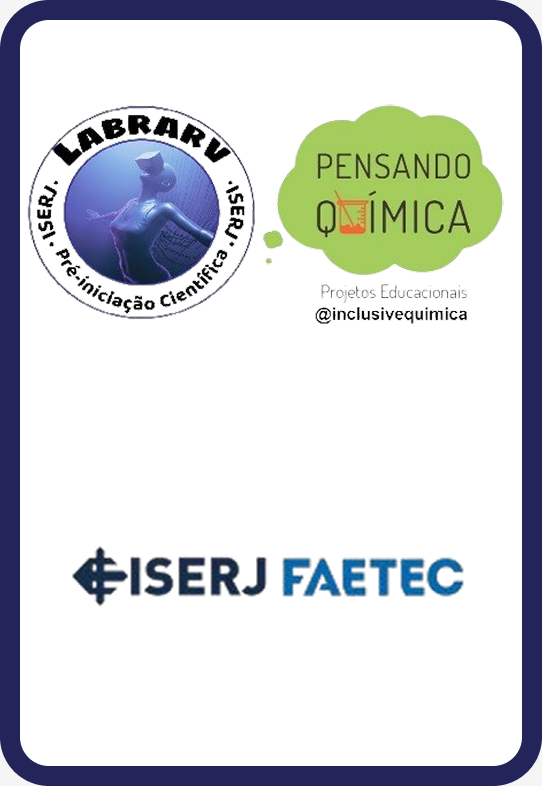 LABRARV
·ISERJ·
·ISERJ·
Pré-iniciação Científica
PENSANDO
QUÍMICA
Projetos Educacionais
@inclusivequimica
ISERJ FAETEC